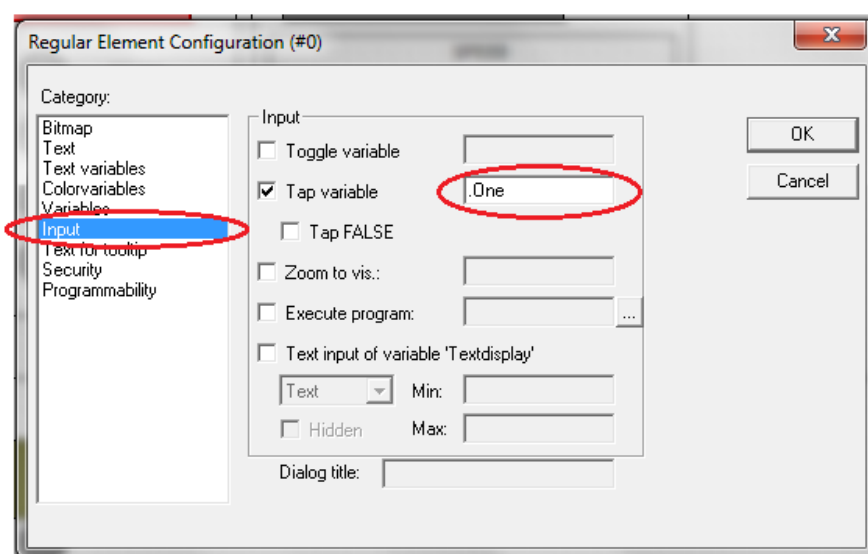 Regular Element Configuration (#0)
Category:
Bitmap
Text
Text variables
Colorvariables
Variables
Input
Text for tooltip
Security
Programmability
Input
Toggle variable
Tap variable
.One
Tap FALSE
Zoom to vis.:
Execute program:
...
Text input of variable 'Textdisplay'
Text
Min:
Hidden
Max:
Dialog title:
OK
Cancel